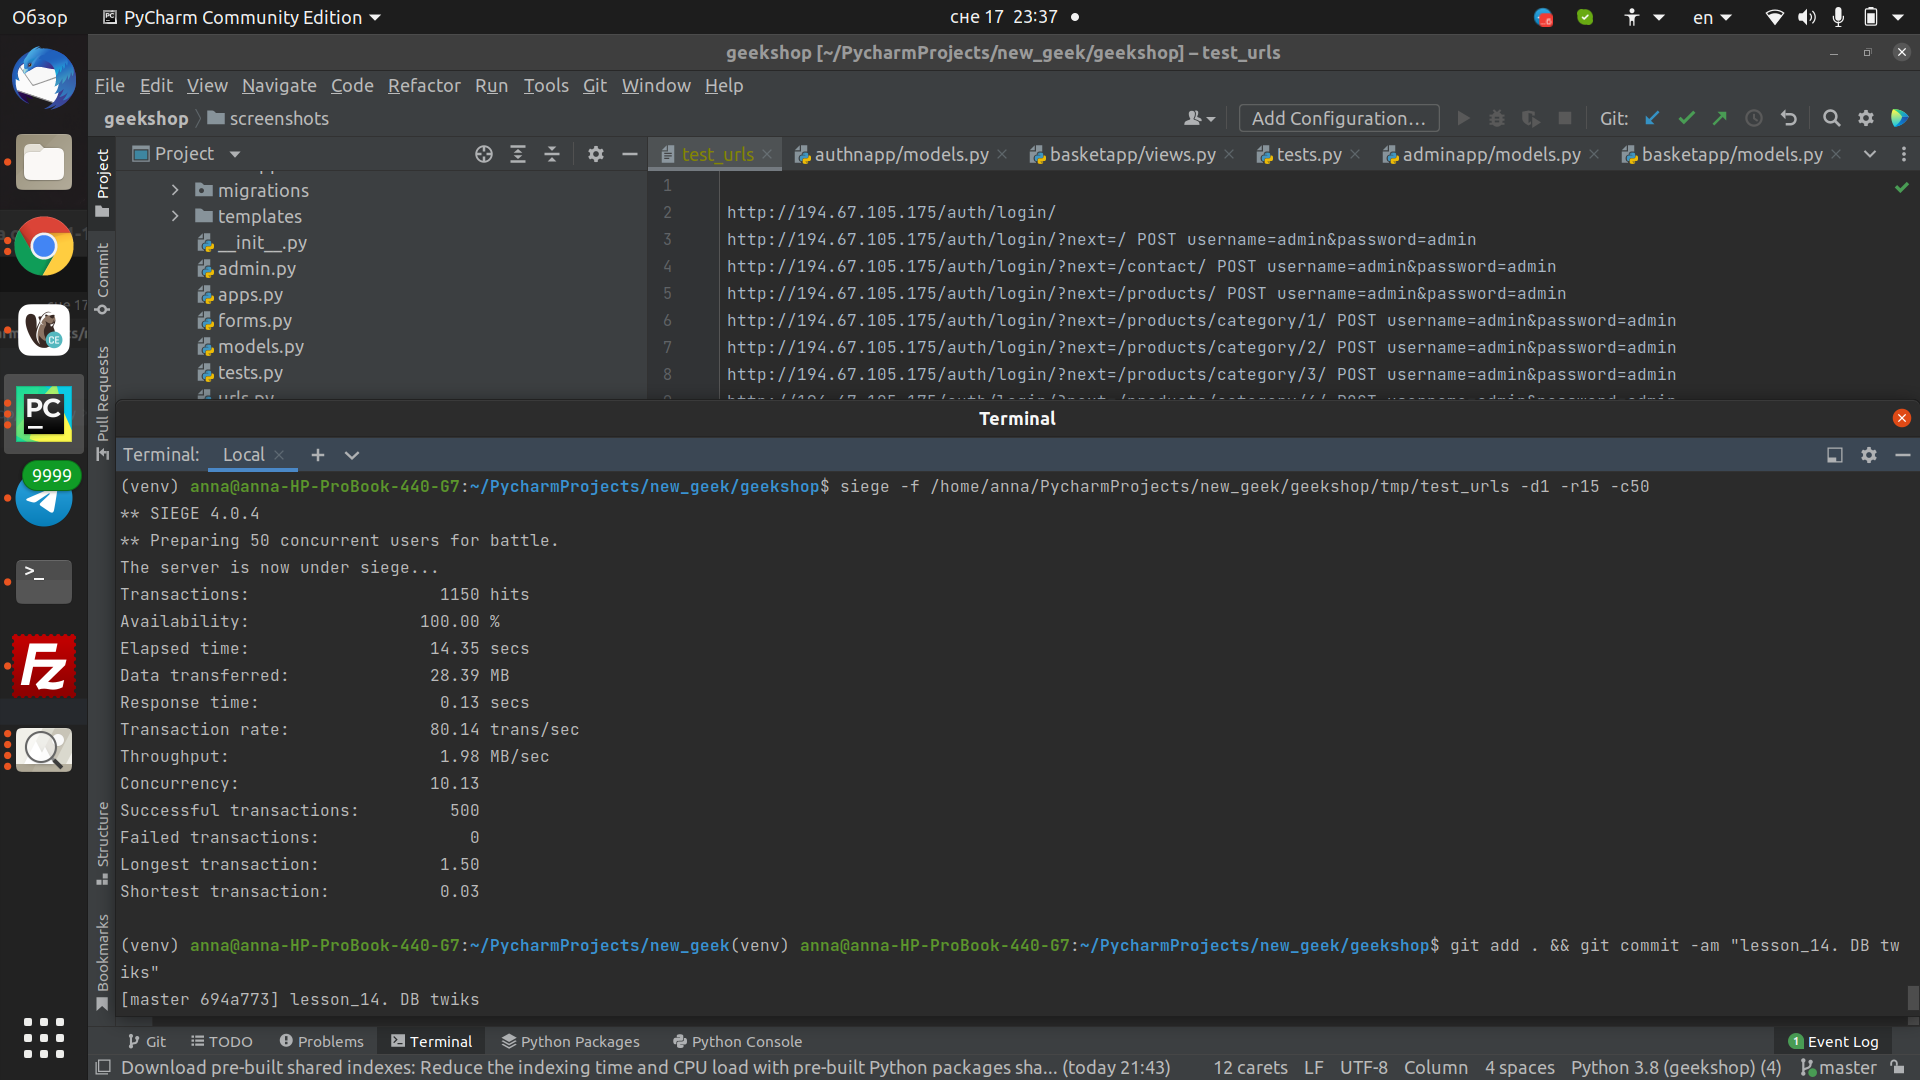 Обзор
PyCharm Community Edition
сне 17 23:37
en
geekshop [~/PycharmProjects/new_geek/geekshop] – test_urls
File Edit View Navigate Code Refactor Run Tools Git Window Help
geekshop
screenshots
Add Configuration...
Git:
Project
Project
Commit
Pull Requests
Structure
Bookmarks
migrations
templates
__init__.py
admin.py
apps.py
forms.py
models.py
tests.py
urls.py
test_urls
authnapp/models.py
basketapp/views.py
tests.py
adminapp/models.py
basketapp/models.py
1
2 http://194.67.105.175/auth/login/
3 http://194.67.105.175/auth/login/?next=/ POST username=admin&password=admin
4 http://194.67.105.175/auth/login/?next=/contact/ POST username=admin&password=admin
5 http://194.67.105.175/auth/login/?next=/products/ POST username=admin&password=admin
6 http://194.67.105.175/auth/login/?next=/products/category/1/ POST username=admin&password=admin
7 http://194.67.105.175/auth/login/?next=/products/category/2/ POST username=admin&password=admin
8 http://194.67.105.175/auth/login/?next=/products/category/3/ POST username=admin&password=admin
PC
9999
>_
Fz
CE
Terminal
Terminal: Local
(venv) anna@anna-HP-ProBook-440-G7:~/PycharmProjects/new_geek/geekshop$ siege -f /home/anna/PycharmProjects/new_geek/geekshop/tmp/test_urls -d1 -r15 -c50
** SIEGE 4.0.4
** Preparing 50 concurrent users for battle.
The server is now under siege...
Transactions: 1150 hits
Availability: 100.00 %
Elapsed time: 14.35 secs
Data transferred: 28.39 MB
Response time: 0.13 secs
Transaction rate: 80.14 trans/sec
Throughput: 1.98 MB/sec
Concurrency: 10.13
Successful transactions: 500
Failed transactions: 0
Longest transaction: 1.50
Shortest transaction: 0.03
(venv) anna@anna-HP-ProBook-440-G7:~/PycharmProjects/new_geek(venv) anna@anna-HP-ProBook-440-G7:~/PycharmProjects/new_geek/geekshop$ git add . && git commit -am "lesson_14. DB tw
iks"
[master 694a773] lesson_14. DB twiks
Git TODO Problems Terminal Python Packages Python Console 1 Event Log
Download pre-built shared indexes: Reduce the indexing time and CPU load with pre-built Python packages sha... (today 21:43) 12 carets LF UTF-8 Column 4 spaces Python 3.8 (geekshop) (4) master